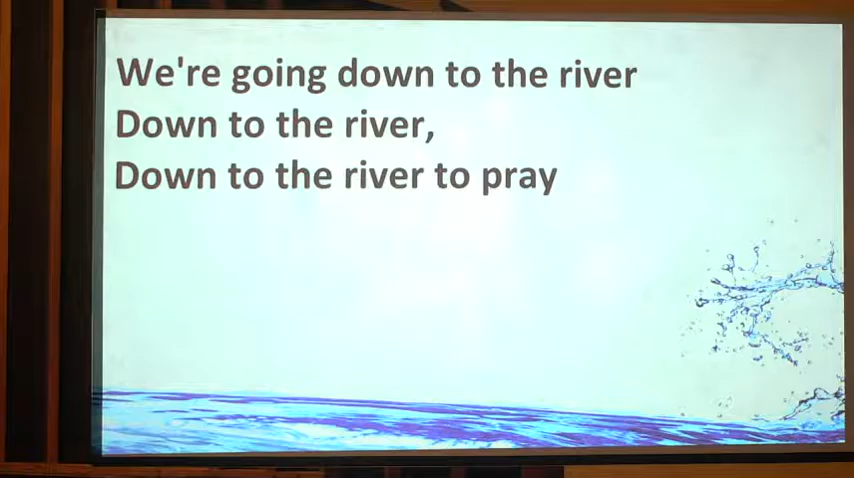 We're going down to the river
Down to the river,
Down to the river to pray